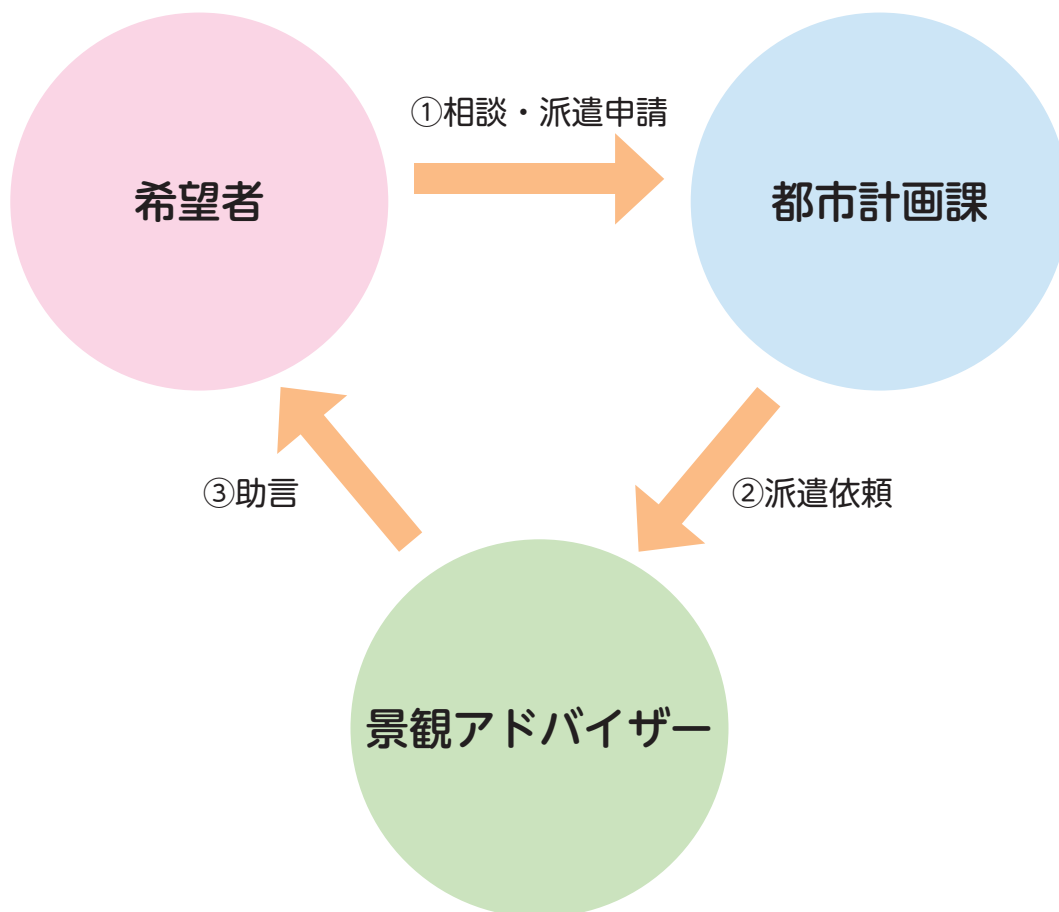 ①相談・派遣申請
希望者
都市計画課
③助言
②派遣依頼
景観アドバイザー